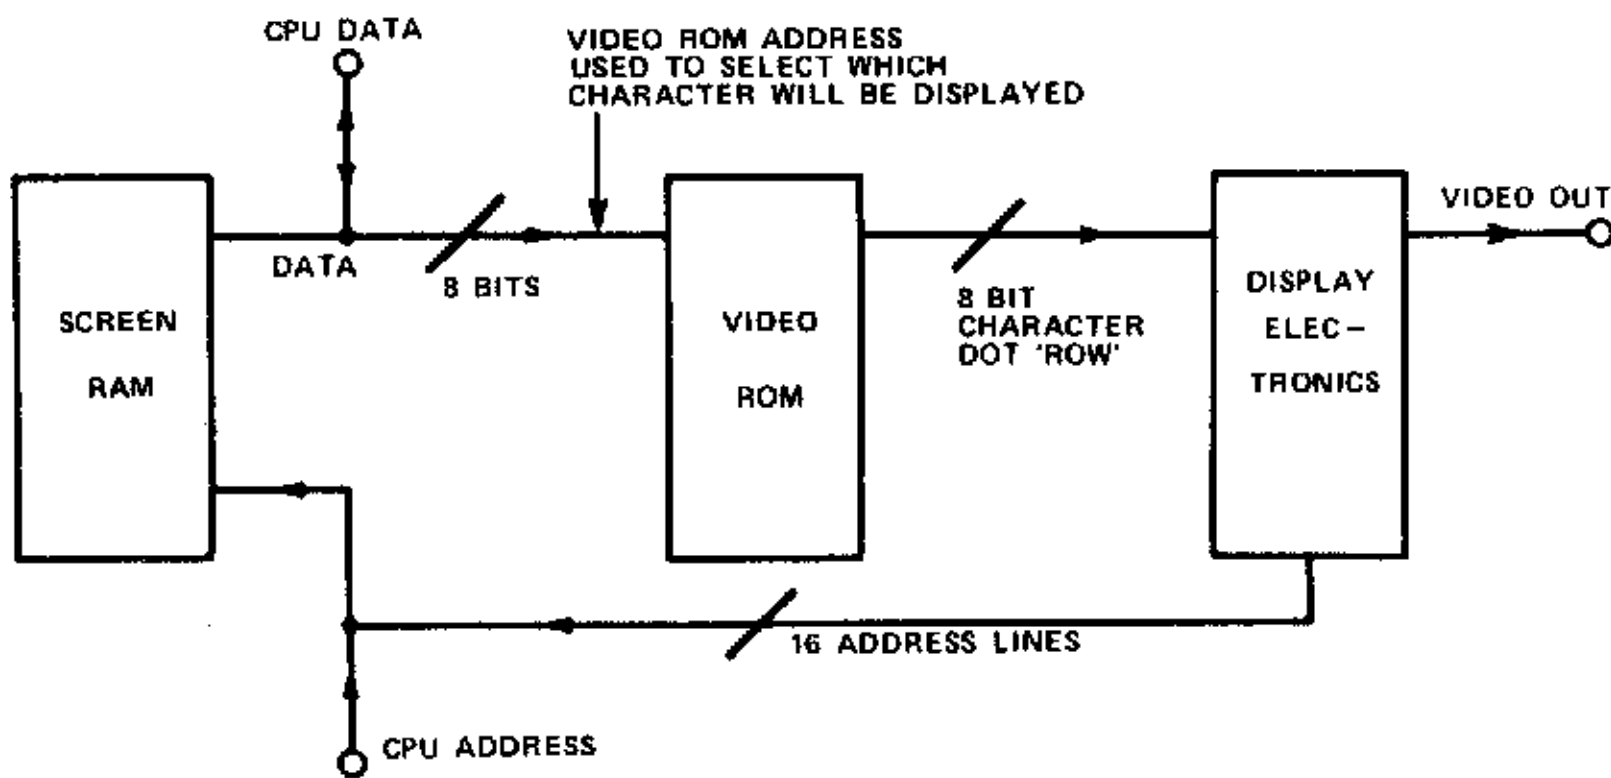 CPU DATA
VIDEO ROM ADDRESS
USED TO SELECT WHICH
CHARACTER WILL BE DISPLAYED
VIDEO OUT
DATA
8 BITS
SCREEN
RAM
VIDEO
ROM
8 BIT
CHARACTER
DOT 'ROW'
DISPLAY
ELEC –
TRONICS
16 ADDRESS LINES
CPU ADDRESS